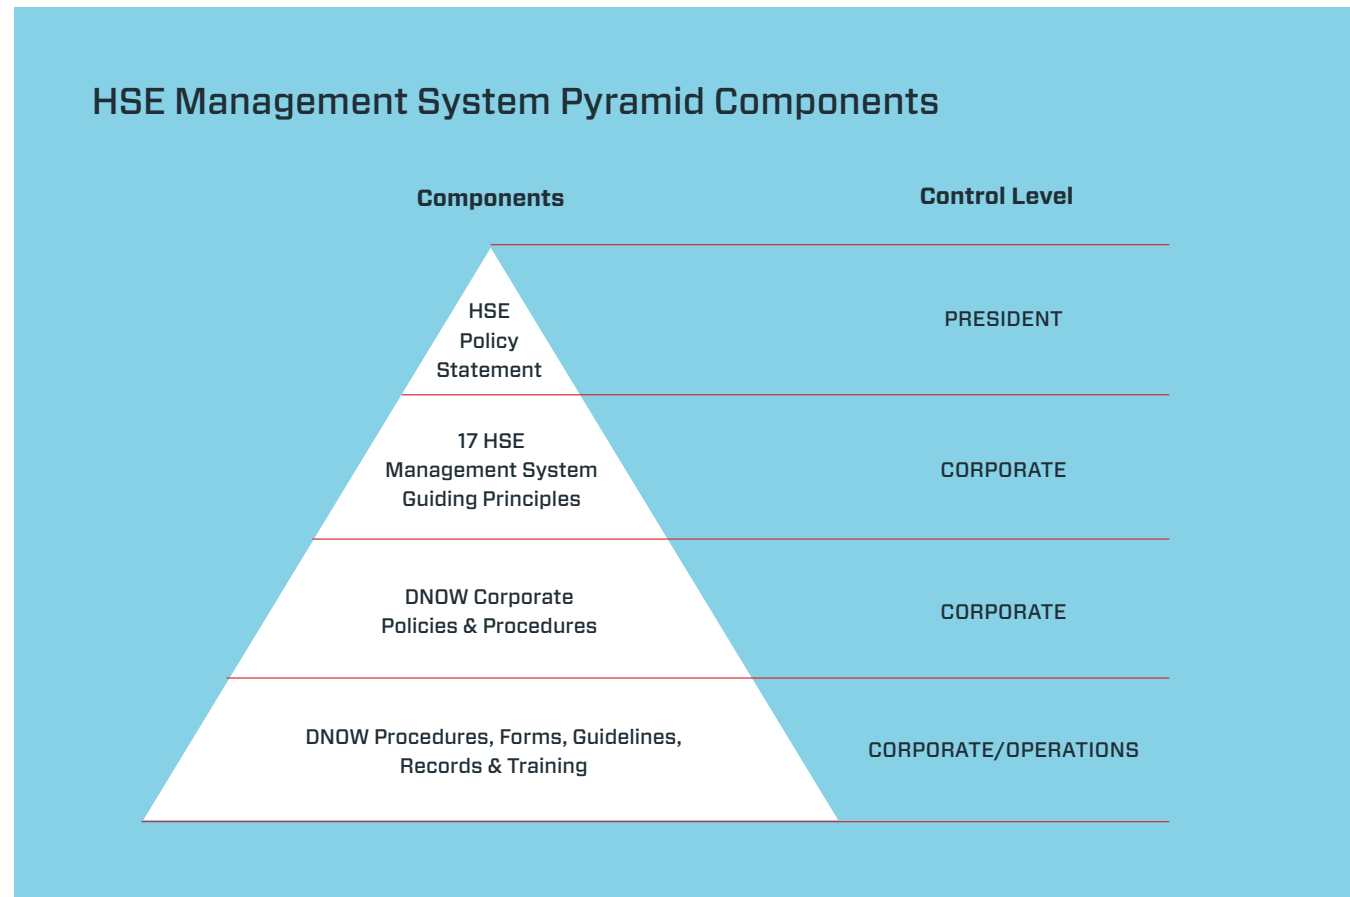 HSE Management System Pyramid Components
Components
Control Level
HSE
Policy
Statement
PRESIDENT
17 HSE
Management System
Guiding Principles
CORPORATE
DNOW Corporate
Policies & Procedures
CORPORATE
DNOW Procedures, Forms, Guidelines,
Records & Training
CORPORATE/OPERATIONS